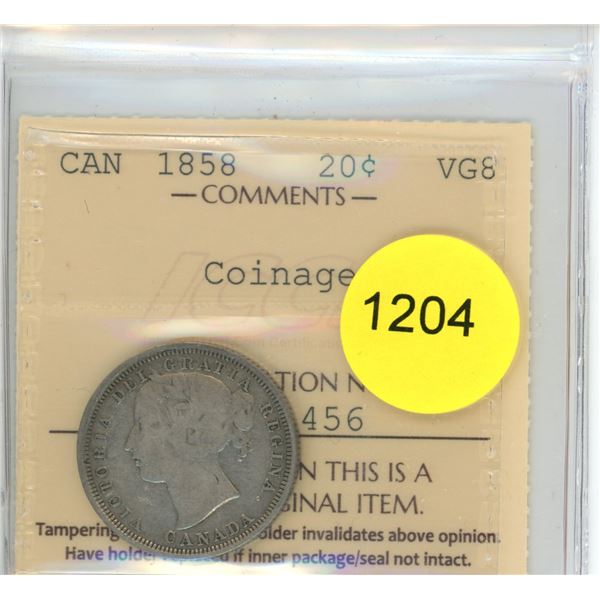 CAN 1858 20¢ VG8
— COMMENTS —
Coinage
1204
TION N
456
VICTORIA DEI GRATIA REGINA.
CANADA
N THIS IS A
GINAL ITEM.
Tampering older invalidates above opinion.
Have holder if inner package/seal not intact.